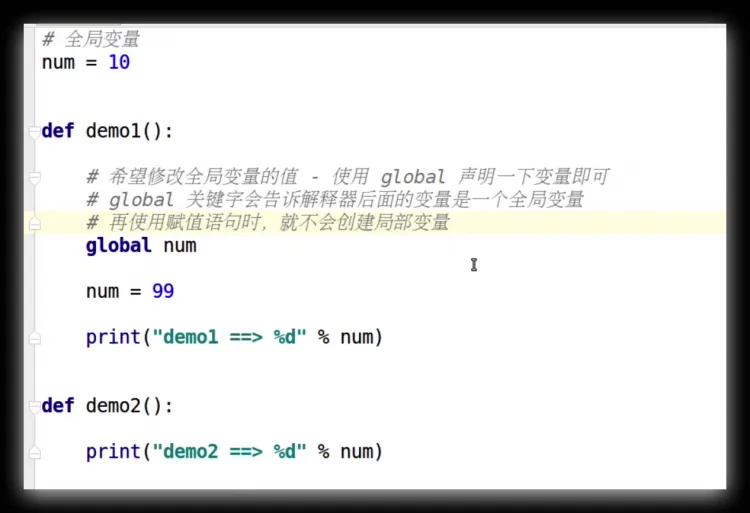 # 全局变量
num = 10
def demo1():
# 希望修改全局变量的值 - 使用 global 声明一下变量即可
# global 关键字会告诉解释器后面的变量是一个全局变量
# 再使用赋值语句时，就不会创建局部变量
global num
num = 99
print("demo1 ==> %d" % num)
def demo2():
print("demo2 ==> %d" % num)